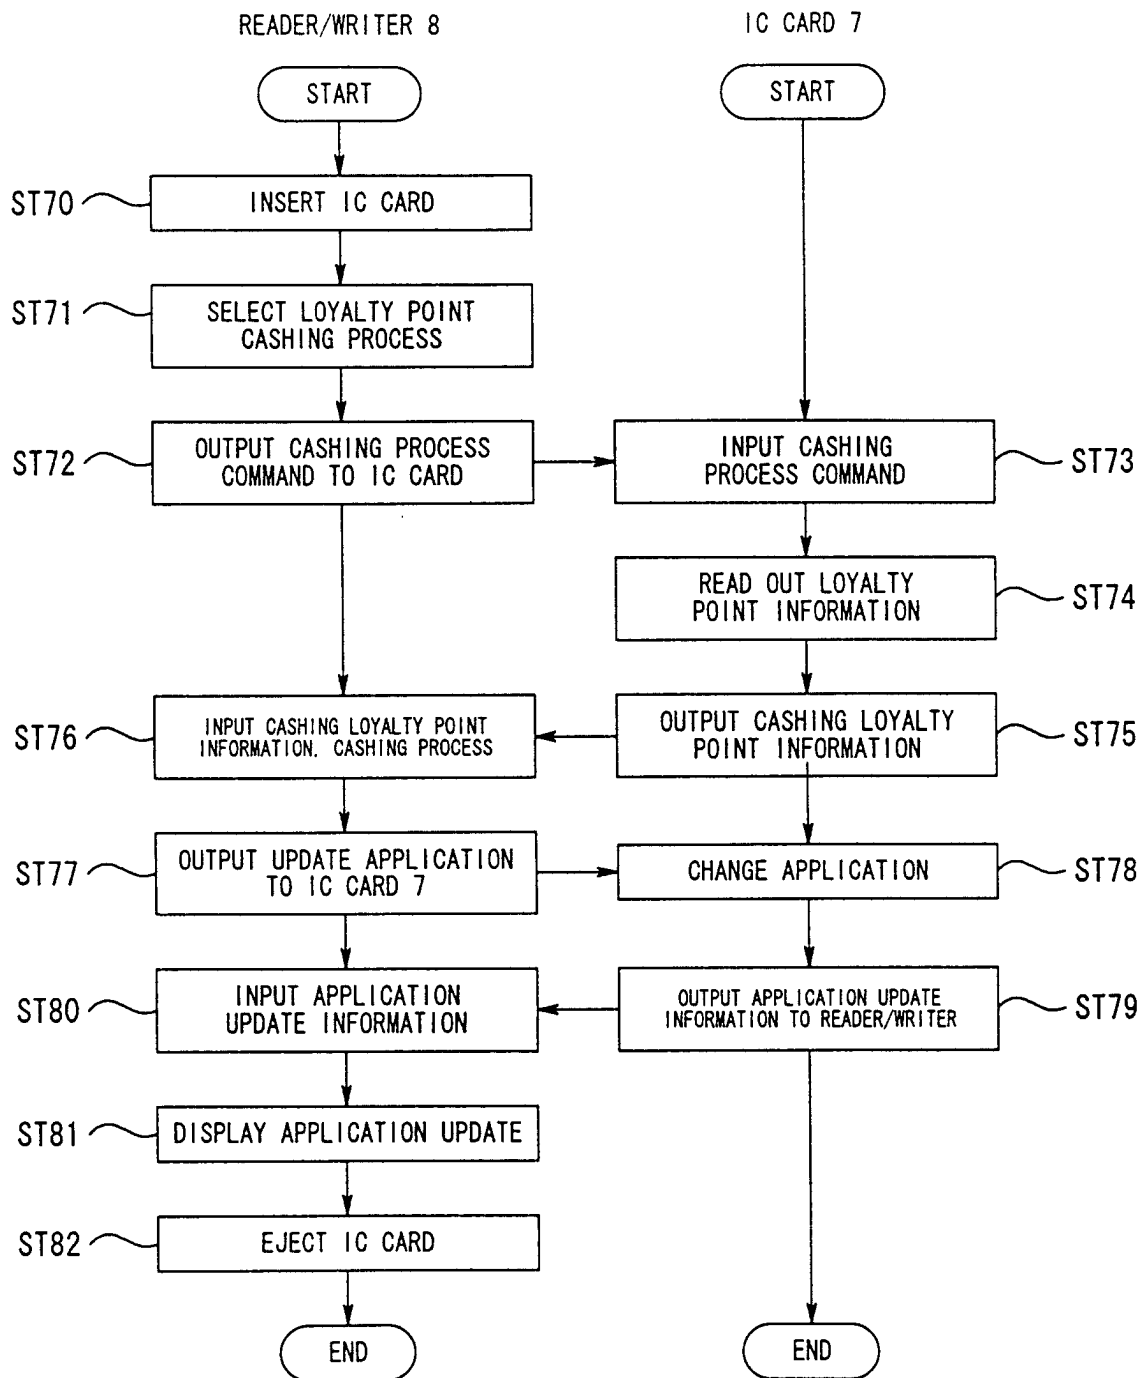 READER/WRITER 8
IC CARD 7
START
START
ST70
INSERT IC CARD
ST71
SELECT LOYALTY POINT
CASHING PROCESS
ST72
OUTPUT CASHING PROCESS
COMMAND TO IC CARD
INPUT CASHING
PROCESS COMMAND
ST73
READ OUT LOYALTY
POINT INFORMATION
ST74
ST76
INPUT CASHING LOYALTY POINT
INFORMATION. CASHING PROCESS
OUTPUT CASHING LOYALTY
POINT INFORMATION
ST75
ST77
OUTPUT UPDATE APPLICATION
TO IC CARD 7
CHANGE APPLICATION
ST78
ST80
INPUT APPLICATION
UPDATE INFORMATION
OUTPUT APPLICATION UPDATE
INFORMATION TO READER/WRITER
ST79
ST81
DISPLAY APPLICATION UPDATE
ST82
EJECT IC CARD
END
END